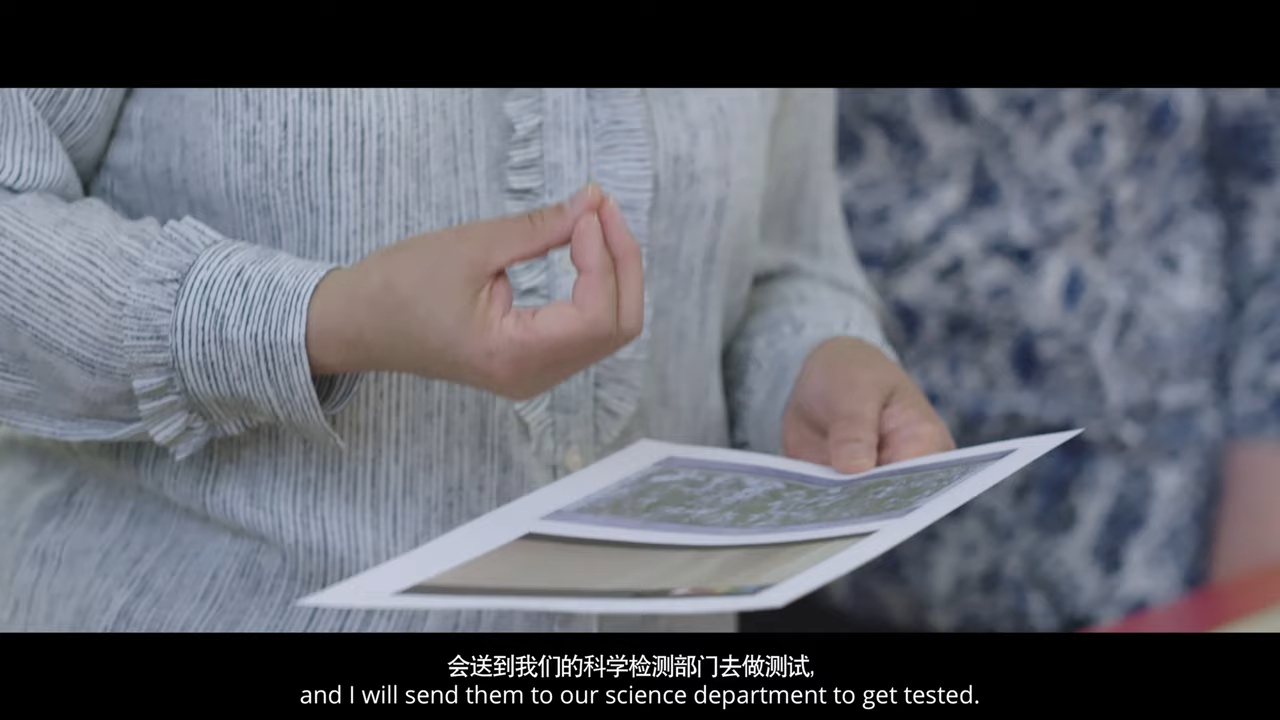 会送到我们的科学检测部门去做测试,
and I will send them to our science department to get tested.